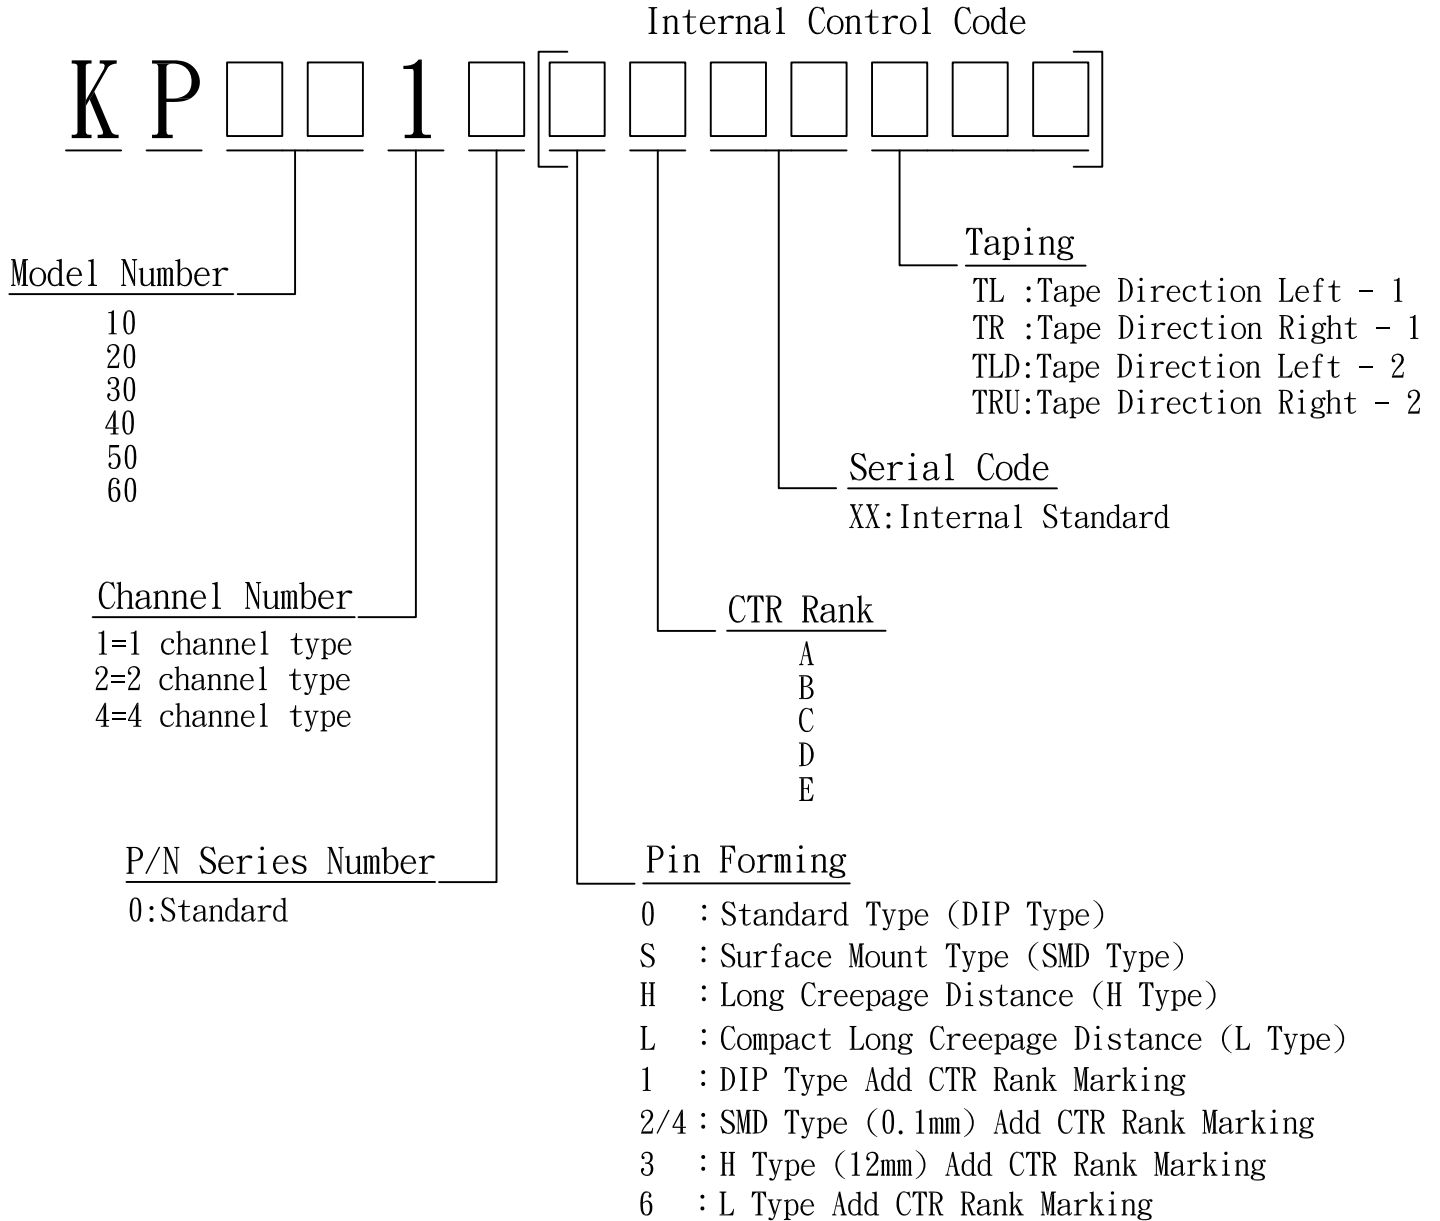 Internal Control Code
KP□□1□[□□□□□□□]
Model Number
10
20
30
40
50
60
Channel Number
1=1 channel type
2=2 channel type
4=4 channel type
P/N Series Number
0:Standard
Taping
TL :Tape Direction Left - 1
TR :Tape Direction Right - 1
TLD:Tape Direction Left - 2
TRU:Tape Direction Right - 2
Serial Code
XX:Internal Standard
CTR Rank
A
B
C
D
E
Pin Forming
0 :Standard Type (DIP Type)
S :Surface Mount Type (SMD Type)
H :Long Creepage Distance (H Type)
L :Compact Long Creepage Distance (L Type)
1 :DIP Type Add CTR Rank Marking
2/4:SMD Type (0.1mm) Add CTR Rank Marking
3 :H Type (12mm) Add CTR Rank Marking
6 :L Type Add CTR Rank Marking